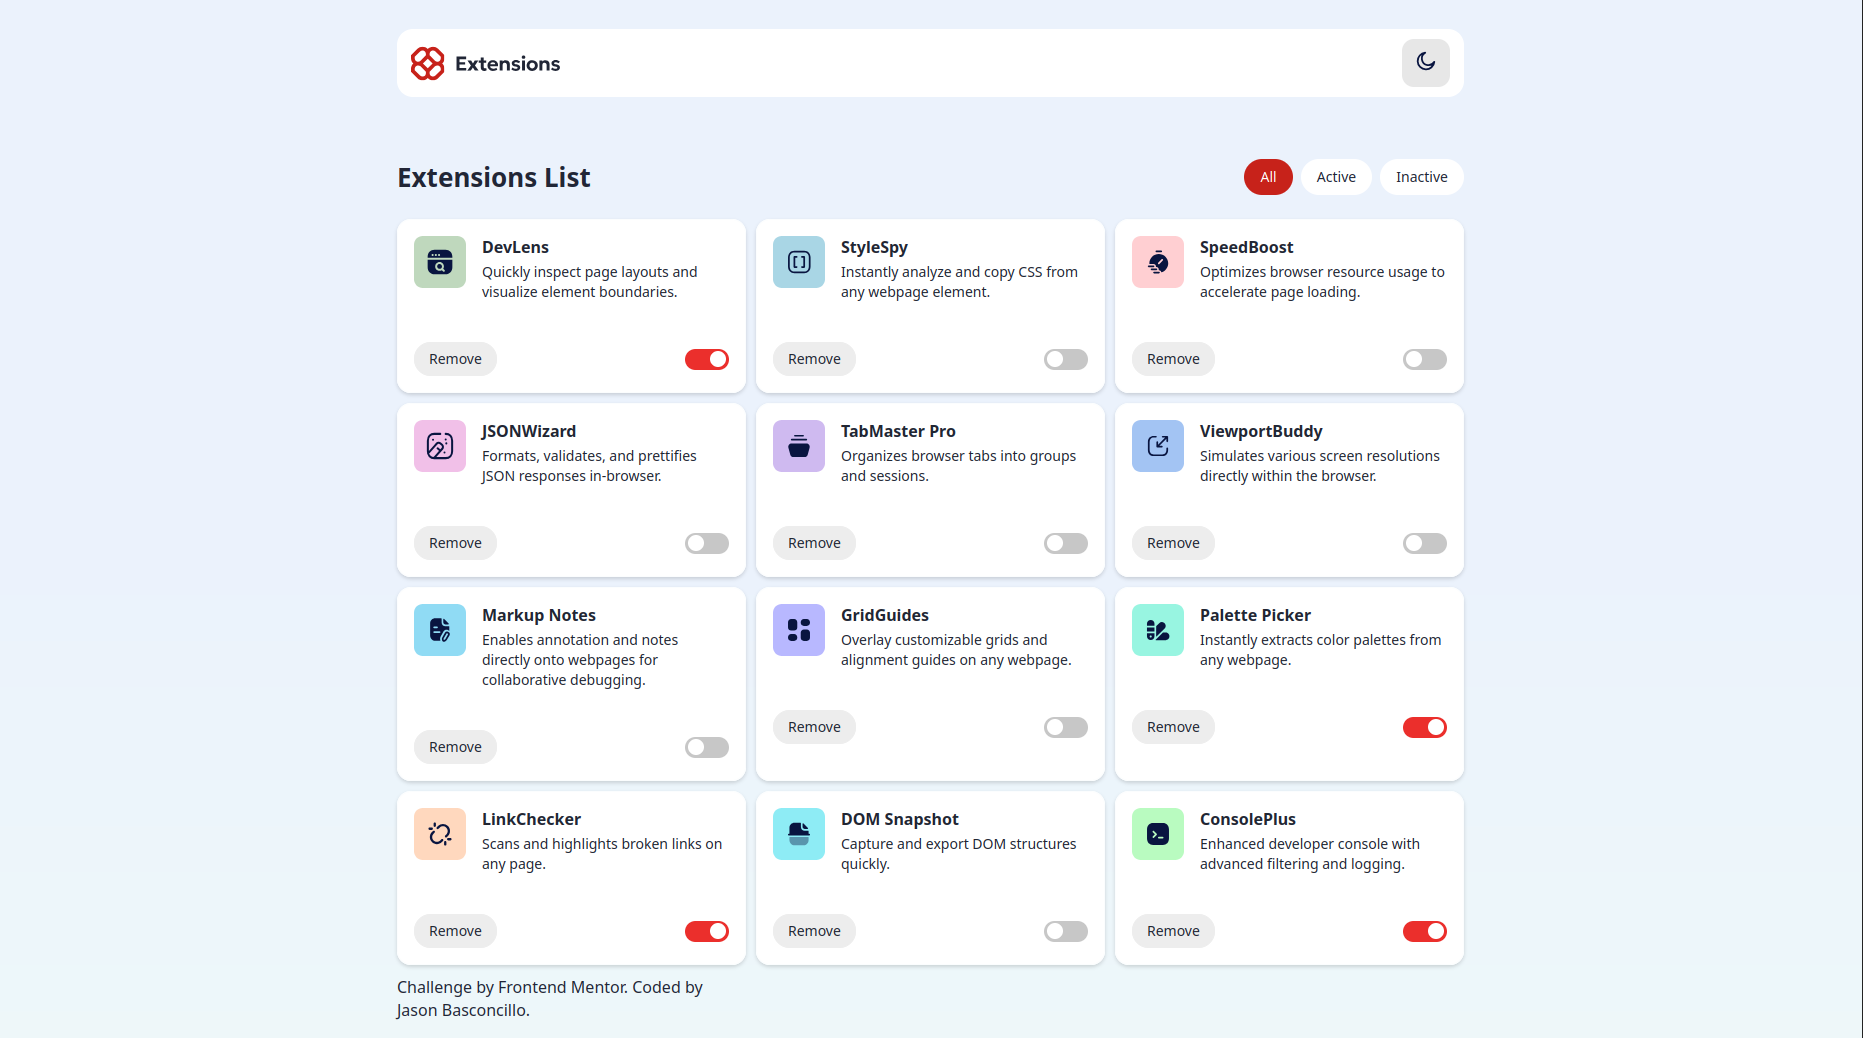 Extensions
Extensions List
All
Active
Inactive
DevLens
Quickly inspect page layouts and
visualize element boundaries.
Remove
StyleSpy
Instantly analyze and copy CSS from
any webpage element.
Remove
SpeedBoost
Optimizes browser resource usage to
accelerate page loading.
Remove
JSONWizard
Formats, validates, and prettifies
JSON responses in-browser.
Remove
TabMaster Pro
Organizes browser tabs into groups
and sessions.
Remove
ViewportBuddy
Simulates various screen resolutions
directly within the browser.
Remove
Markup Notes
Enables annotation and notes
directly onto webpages for
collaborative debugging.
Remove
GridGuides
Overlay customizable grids and
alignment guides on any webpage.
Remove
Palette Picker
Instantly extracts color palettes from
any webpage.
Remove
LinkChecker
Scans and highlights broken links on
any page.
Remove
DOM Snapshot
Capture and export DOM structures
quickly.
Remove
ConsolePlus
Enhanced developer console with
advanced filtering and logging.
Remove
Challenge by Frontend Mentor. Coded by
Jason Basconcillo.